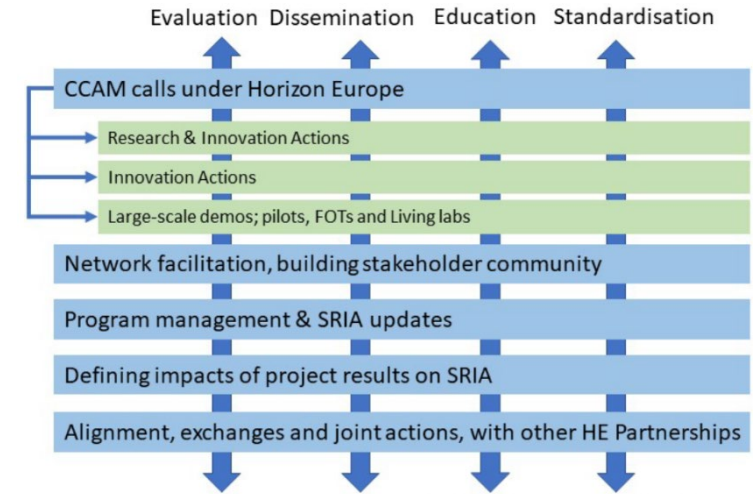 Evaluation Dissemination Education Standardisation
CCAM calls under Horizon Europe
Research & Innovation Actions
Innovation Actions
Large-scale demos; pilots, FOTs and Living labs
Network facilitation, building stakeholder community
Program management & SRIA updates
Defining impacts of project results on SRIA
Alignment, exchanges and joint actions, with other HE Partnerships